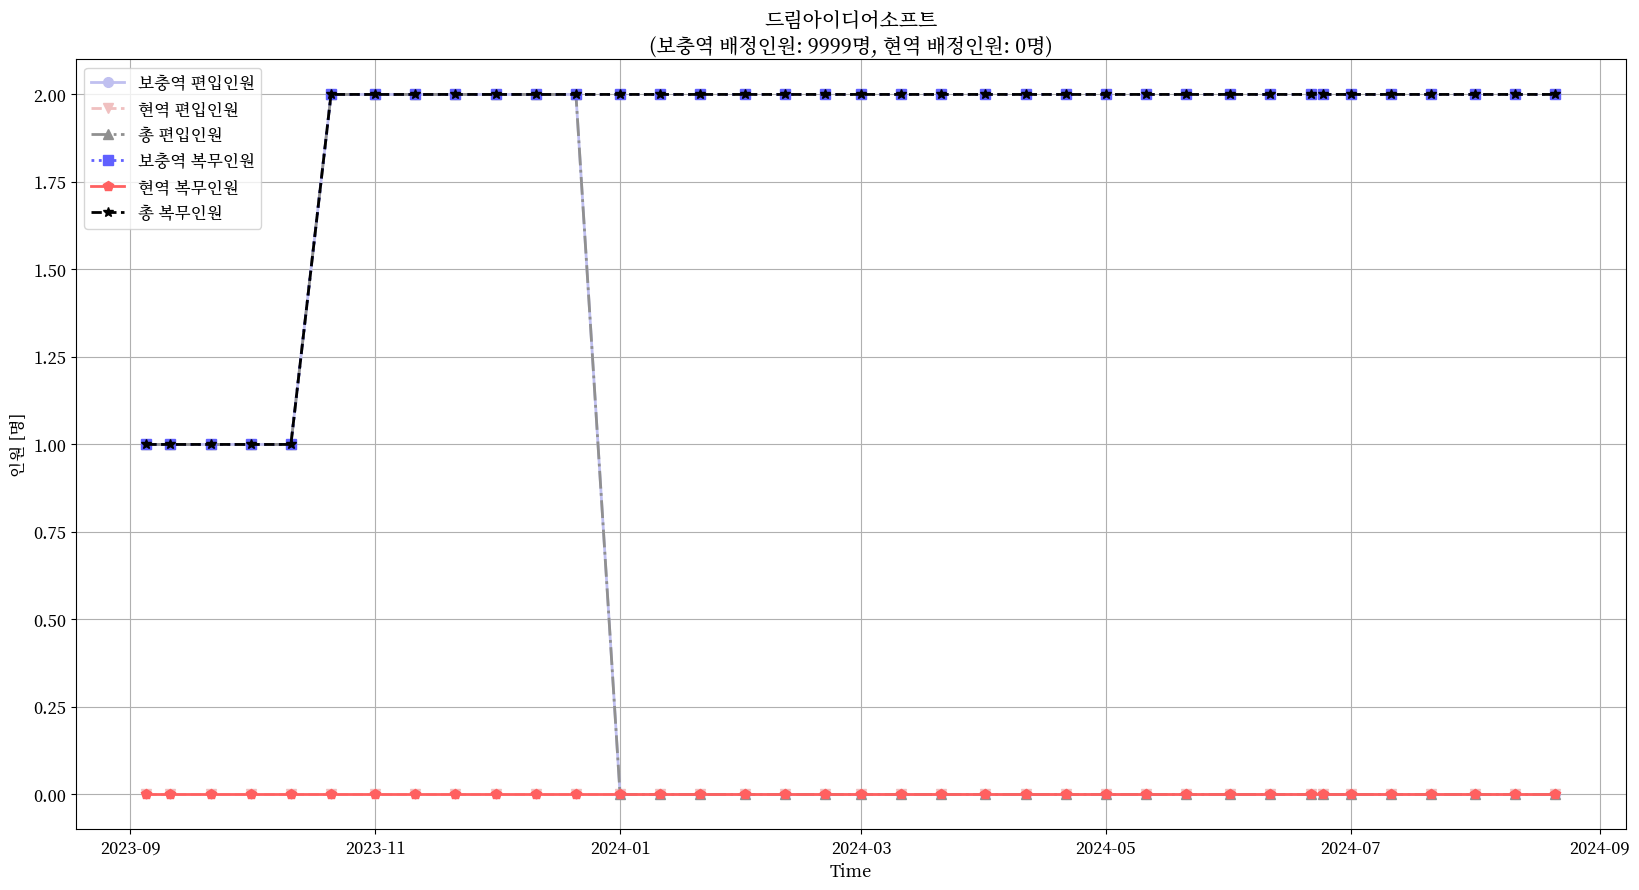 드림아이디어소프트
(보충역 배정인원: 9999명, 현역 배정인원: 0명)
보충역 편입인원
현역 편입인원
총 편입인원
보충역 복무인원
현역 복무인원
총 복무인원
인원 [명]
2.00
1.75
1.50
1.25
1.00
0.75
0.50
0.25
0.00
2023-09
2023-11
2024-01
2024-03
2024-05
2024-07
2024-09
Time